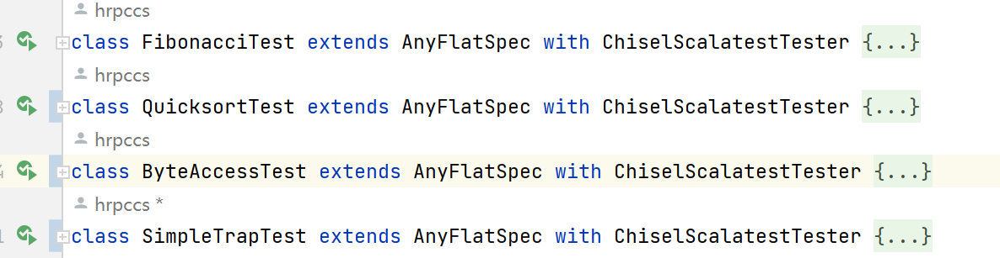 hrpccs
class FibonacciTest extends AnyFlatSpec with ChiselScalatestTester {...}
hrpccs
class QuicksortTest extends AnyFlatSpec with ChiselScalatestTester {...}
hrpccs
class ByteAccessTest extends AnyFlatSpec with ChiselScalatestTester {...}
hrpccs *
class SimpleTrapTest extends AnyFlatSpec with ChiselScalatestTester {...}